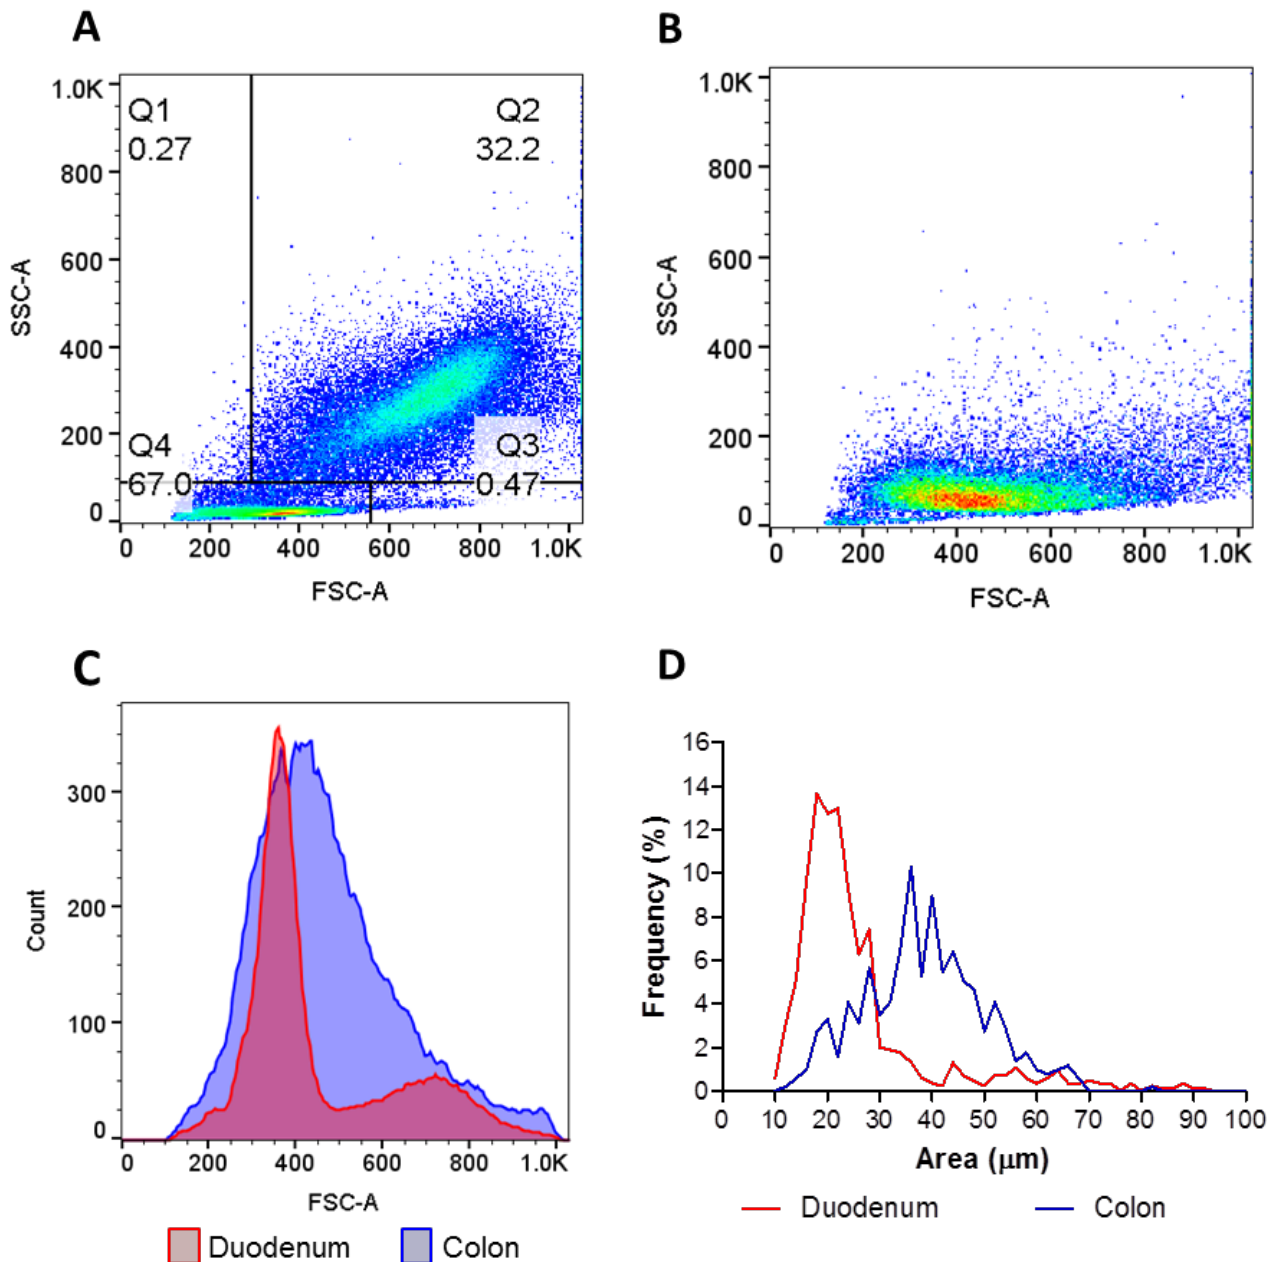 A
1.0K
800
600
400
200
0
SSC-A
Q1
0.27
Q2
32.2
Q4
67.0
Q3
0.47
0 200 400 600 800 1.0K
FSC-A
B
1.0K
800
600
400
200
0
SSC-A
0 200 400 600 800 1.0K
FSC-A
C
300
200
100
0
Count
0 200 400 600 800 1.0K
FSC-A
Duodenum Colon
D
16
14
12
10
8
6
4
2
0
Frequency (%)
0 10 20 30 40 50 60 70 80 90 100
Area (μm)
Duodenum Colon